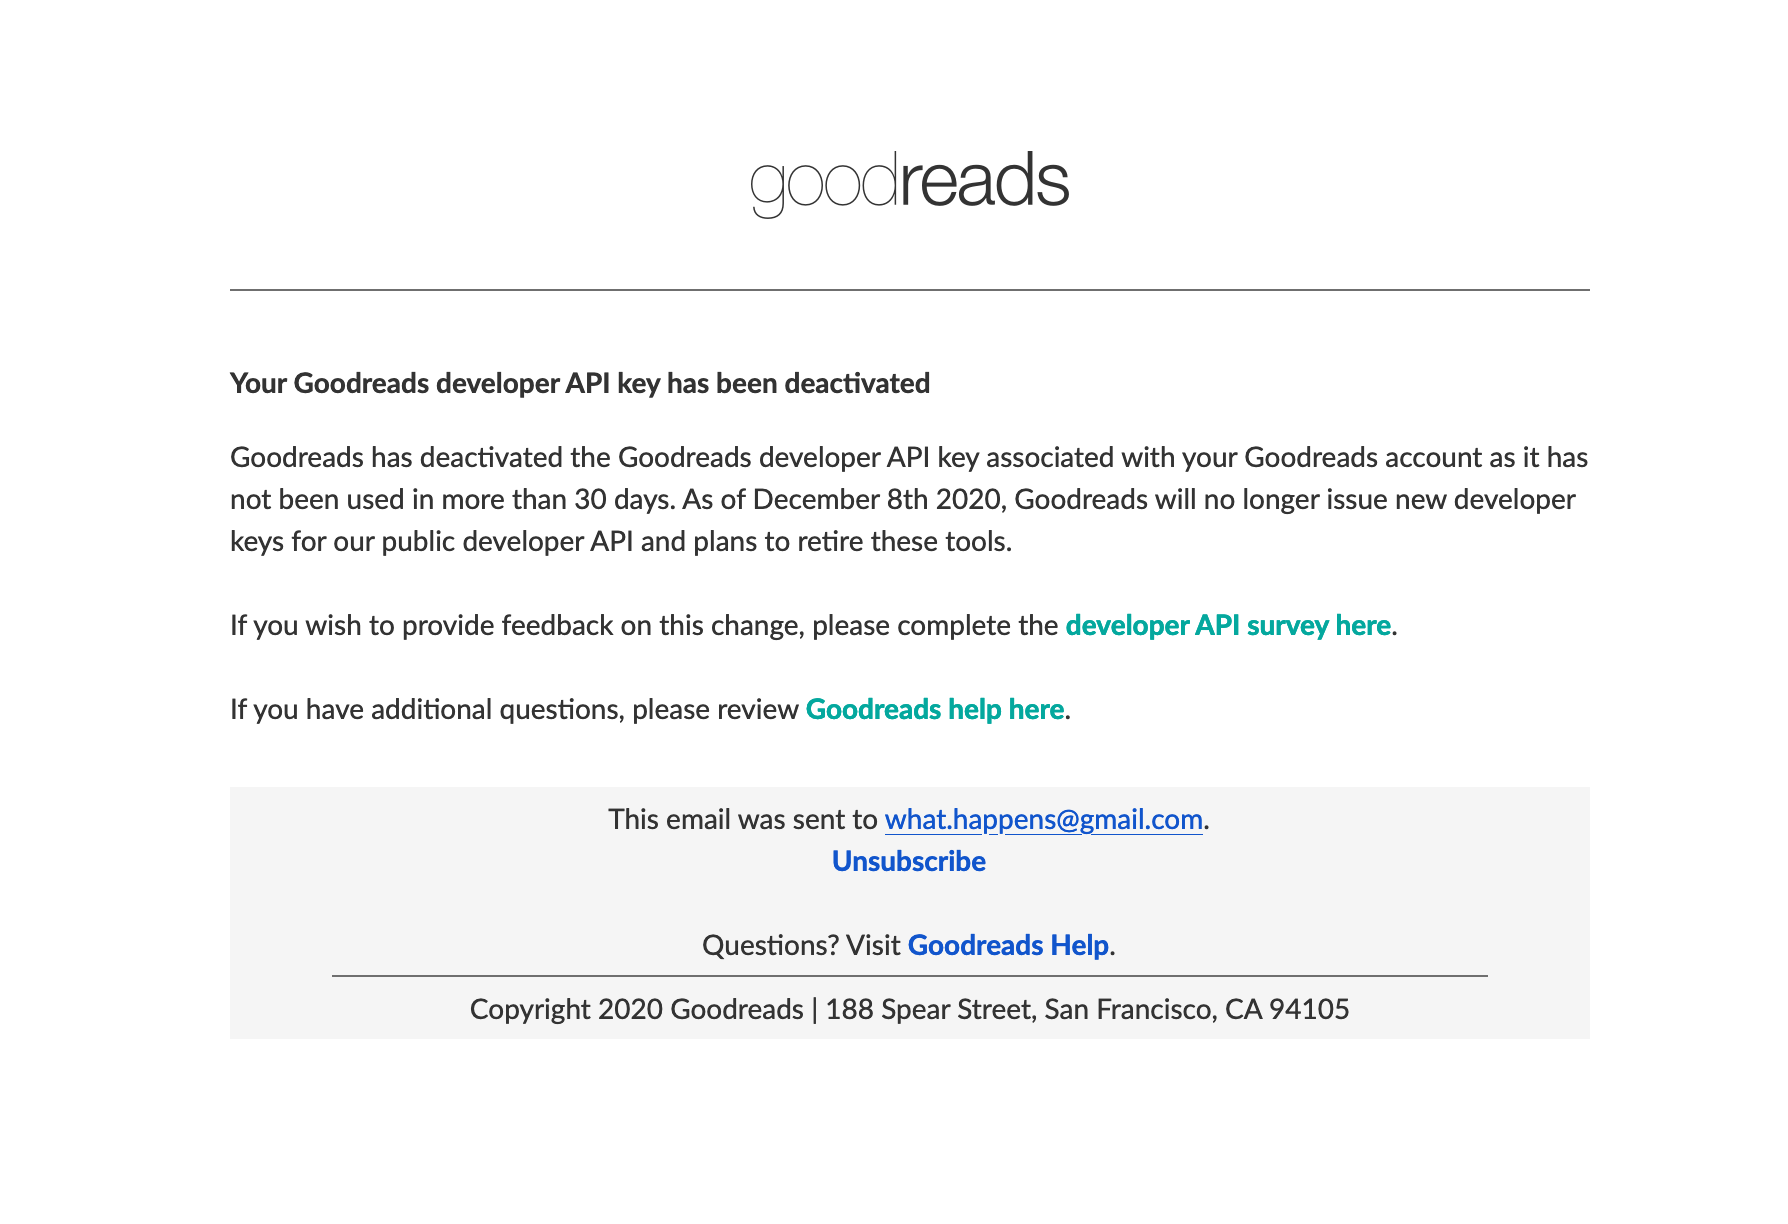 goodreads
Your Goodreads developer API key has been deactivated
Goodreads has deactivated the Goodreads developer API key associated with your Goodreads account as it has
not been used in more than 30 days. As of December 8th 2020, Goodreads will no longer issue new developer
keys for our public developer API and plans to retire these tools.
If you wish to provide feedback on this change, please complete the developer API survey here.
If you have additional questions, please review Goodreads help here.
This email was sent to what.happens@gmail.com.
Unsubscribe
Questions? Visit Goodreads Help.
Copyright 2020 Goodreads | 188 Spear Street, San Francisco, CA 94105